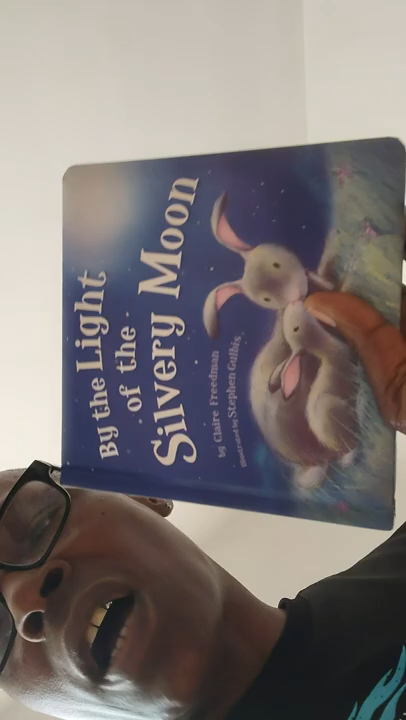 By the Light
of the
Silvery Moon
by Claire Freedman
Illustrated by Stephen Gulbis